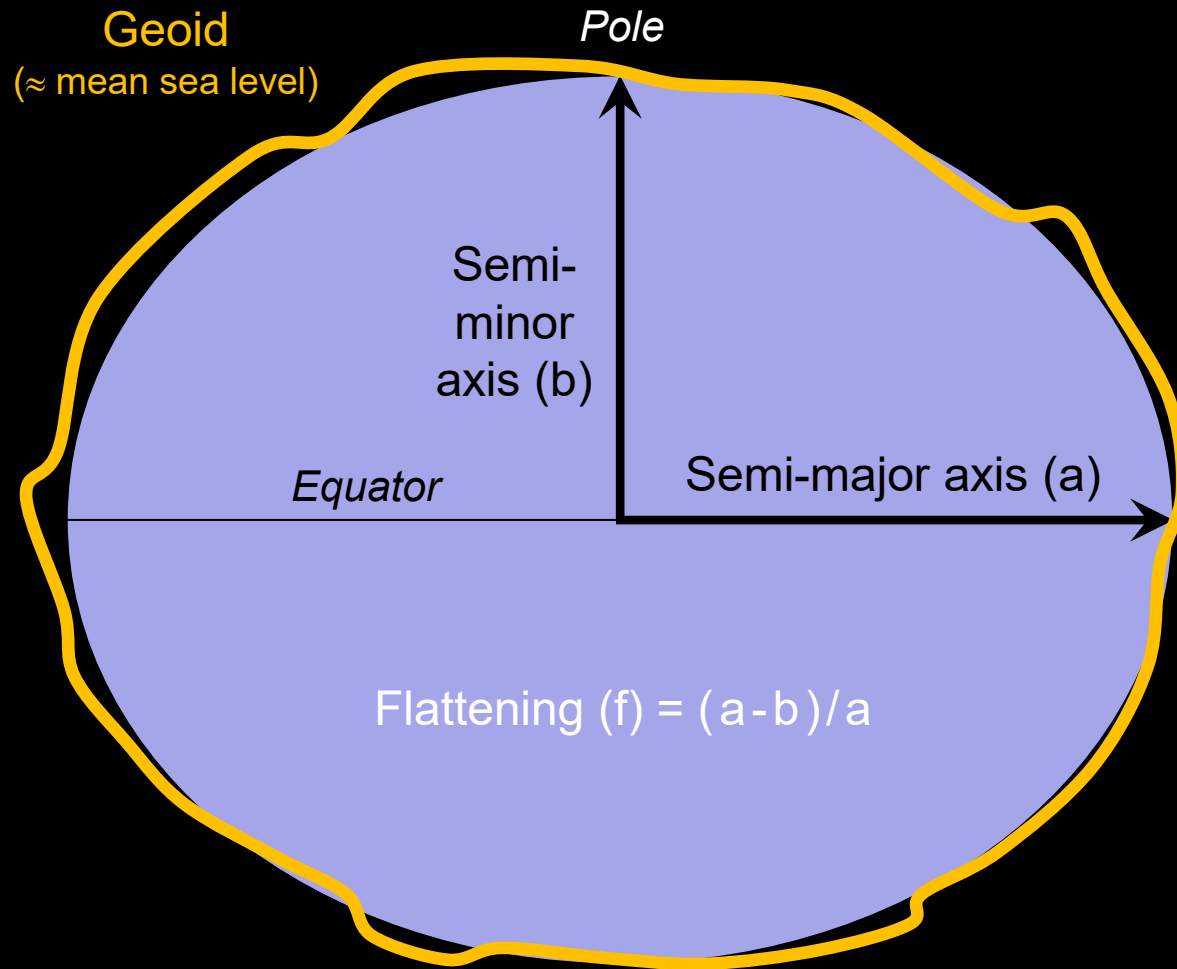 Geoid
(≈ mean sea level)
Pole
Semi-
minor
axis (b)
Semi-major axis (a)
Equator
Flattening (f) = (a-b)/a